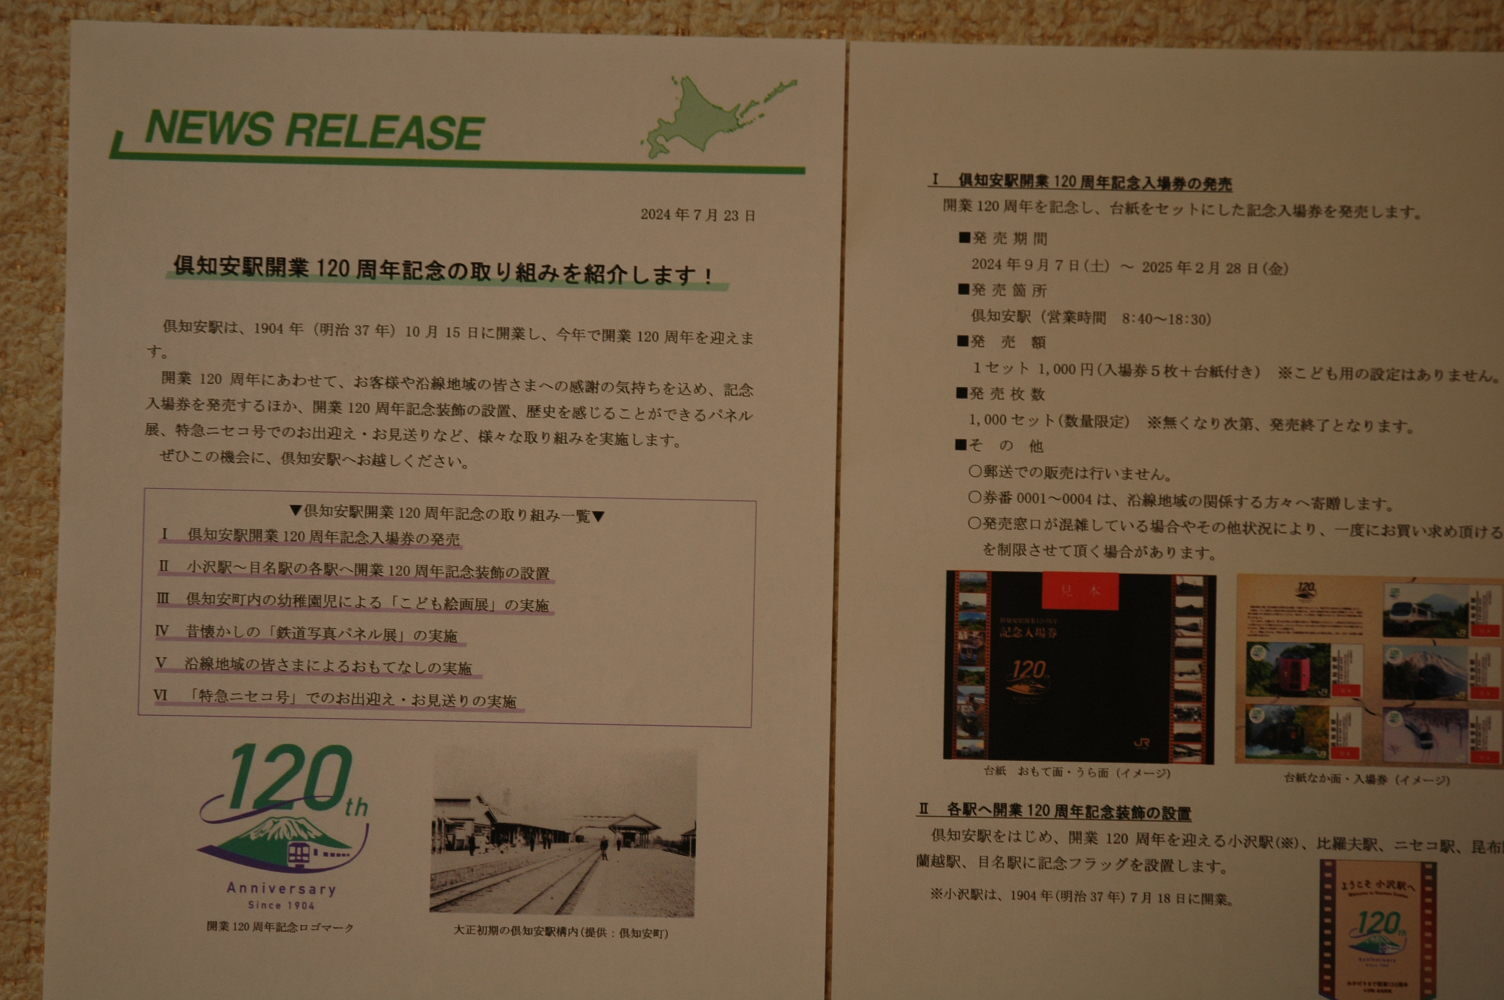 NEWS RELEASE
2024年7月23日
倶知安駅開業120周年記念の取り組みを紹介します！
倶知安駅は、1904年（明治37年）10月15日に開業し、今年で開業120周年を迎えま
す。
開業120周年にあわせて、お客様や沿線地域の皆さまへの感謝の気持ちを込め、記念
入場券を発売するほか、開業120周年記念装飾の設置、歴史を感じることができるパネル
展、特急ニセコ号でのお出迎え・お見送りなど、様々な取り組みを実施します。
ぜひこの機会に、倶知安駅へお越しください。
▼倶知安駅開業120周年記念の取り組み一覧▼
Ⅰ　倶知安駅開業120周年記念入場券の発売
Ⅱ　小沢駅～目名駅の各駅へ開業120周年記念装飾の設置
Ⅲ　倶知安町内の幼稚園児による「こども絵画展」の実施
Ⅳ　昔懐かしの「鉄道写真パネル展」の実施
Ⅴ　沿線地域の皆さまによるおもてなしの実施
Ⅵ　「特急ニセコ号」でのお出迎え・お見送りの実施
120th
Anniversary
Since 1904
開業120周年記念ロゴマーク
大正初期の倶知安駅構内(提供：倶知安町)
Ⅰ　倶知安駅開業120周年記念入場券の発売
開業120周年を記念し、台紙をセットにした記念入場券を発売します。
■発売期間
2024年9月7日(土) ～ 2025年2月28日(金)
■発売箇所
倶知安駅（営業時間　8:40～18:30）
■発　売　額
1セット 1,000円(入場券5枚＋台紙付き)　※こども用の設定はありません。
■発売枚数
1,000セット(数量限定)　※無くなり次第、発売終了となります。
■そ　の　他
○郵送での販売は行いません。
○券番0001～0004は、沿線地域の関係する方々へ寄贈します。
○発売窓口が混雑している場合やその他状況により、一度にお買い求め頂ける
を制限させて頂く場合があります。
見本
記念入場券
120
JR
120
台紙　おもて面・うら面（イメージ）
台紙なか面・入場券（イメージ）
Ⅱ　各駅へ開業120周年記念装飾の設置
倶知安駅をはじめ、開業120周年を迎える小沢駅(※)、比羅夫駅、ニセコ駅、昆布
蘭越駅、目名駅に記念フラッグを設置します。
※小沢駅は、1904年(明治37年)7月18日に開業。
ようこそ 小沢駅へ
120th
Anniversary
Since 1904